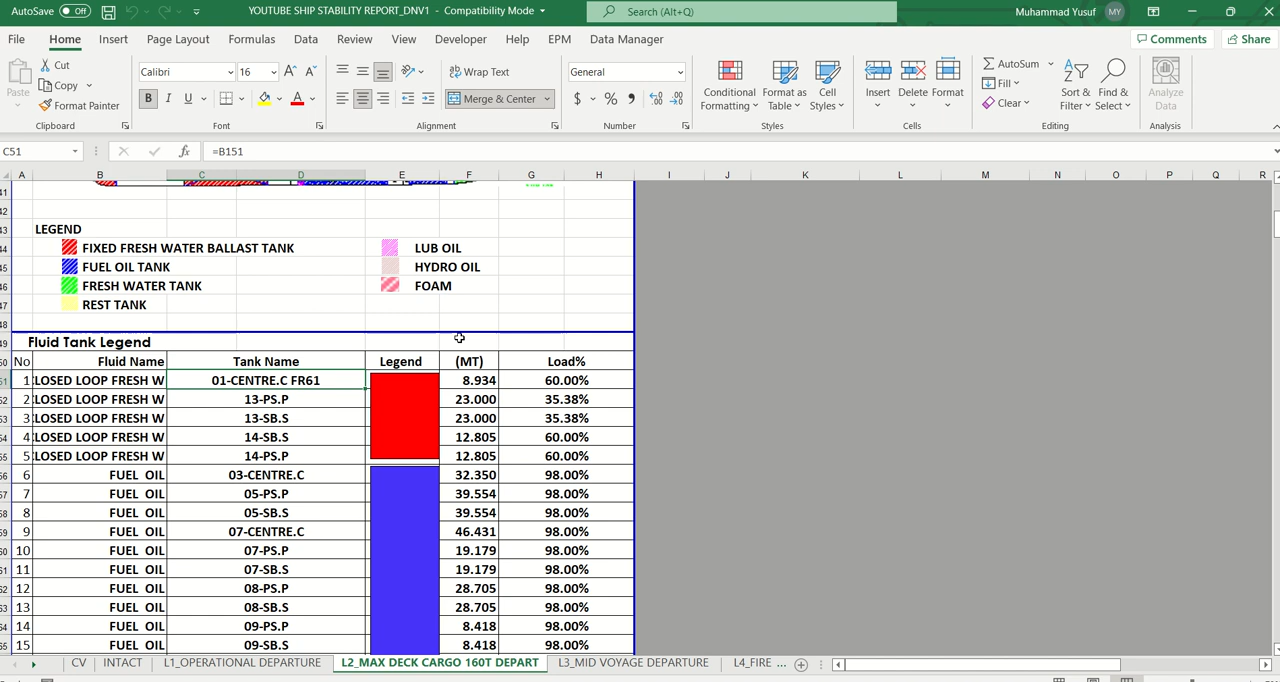 AutoSave Off YOUTUBE SHIP STABILITY REPORT_DNV1 - Compatibility Mode Search (Alt+Q) Muhammad Yusuf MY
File Home Insert Page Layout Formulas Data Review View Developer Help EPM Data Manager Comments Share
Paste Cut Copy Format Painter
Calibri 16
B I U
Wrap Text
Merge & Center
General
$ %
Conditional Formatting Format as Table Cell Styles
Insert Delete Format
AutoSum Fill Clear
Sort & Filter Find & Select
Analyze Data
Clipboard Font Alignment Number Styles Cells Editing Analysis
C51 fx =B151
A B C D E F G H I J K L M N O P Q R
LEGEND
FIXED FRESH WATER BALLAST TANK LUB OIL
FUEL OIL TANK HYDRO OIL
FRESH WATER TANK FOAM
REST TANK
Fluid Tank Legend
No Fluid Name Tank Name Legend (MT) Load%
1 LOSED LOOP FRESH W 01-CENTRE.C FR61 8.934 60.00%
2 LOSED LOOP FRESH W 13-PS.P 23.000 35.38%
3 LOSED LOOP FRESH W 13-SB.S 23.000 35.38%
4 LOSED LOOP FRESH W 14-SB.S 12.805 60.00%
5 LOSED LOOP FRESH W 14-PS.P 12.805 60.00%
6 FUEL OIL 03-CENTRE.C 32.350 98.00%
7 FUEL OIL 05-PS.P 39.554 98.00%
8 FUEL OIL 05-SB.S 39.554 98.00%
9 FUEL OIL 07-CENTRE.C 46.431 98.00%
10 FUEL OIL 07-PS.P 19.179 98.00%
11 FUEL OIL 07-SB.S 19.179 98.00%
12 FUEL OIL 08-PS.P 28.705 98.00%
13 FUEL OIL 08-SB.S 28.705 98.00%
14 FUEL OIL 09-PS.P 8.418 98.00%
15 FUEL OIL 09-SB.S 8.418 98.00%
CV INTACT L1_OPERATIONAL DEPARTURE L2_MAX DECK CARGO 160T DEPART L3_MID VOYAGE DEPARTURE L4_FIRE ...